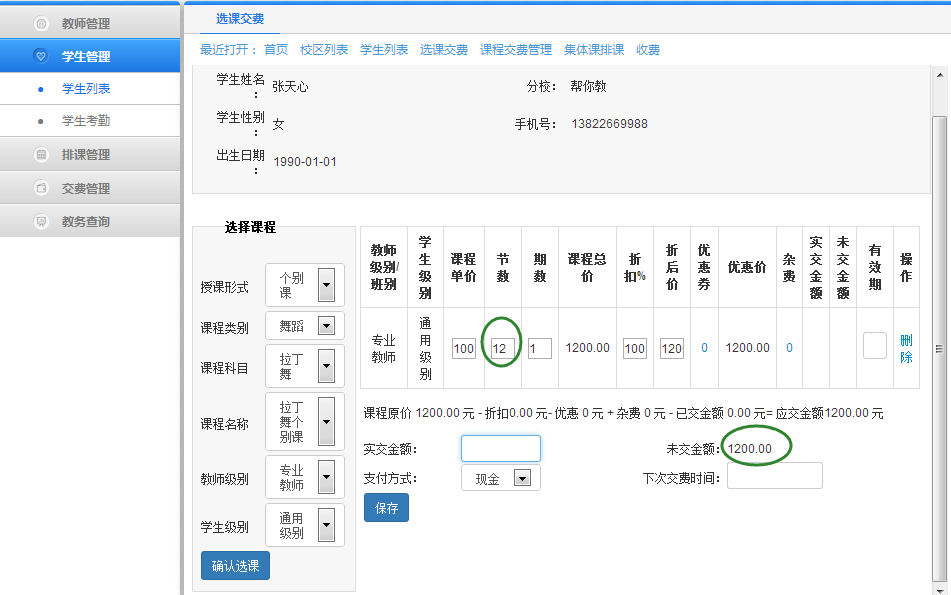 教师管理
学生管理
学生列表
学生考勤
排课管理
交费管理
教务查询
选课交费
最近打开： 首页 校区列表 学生列表 选课交费 课程交费管理 集体课排课 收费
学生姓名： 张天心 分校： 帮你教
学生性别： 女 手机号： 13822669988
出生日期： 1990-01-01
选择课程
授课形式 个别课
课程类别 舞蹈
课程科目 拉丁舞
课程名称 拉丁舞个别课
教师级别 专业教师
学生级别 通用级别
确认选课
教师级别/班别 学生级别 课程单价 节数 期数 课程总价 折扣% 折后价 优惠券 优惠价 杂费 实交金额 未交金额 有效期 操作
专业教师 通用级别 100 12 1 1200.00 100 120 0 1200.00 0 删除
课程原价 1200.00 元 - 折扣0.00 元- 优惠 0 元 + 杂费 0 元 - 已交金额 0.00 元= 应交金额1200.00 元
实交金额： 未交金额： 1200.00
支付方式： 现金 下次交费时间：
保存